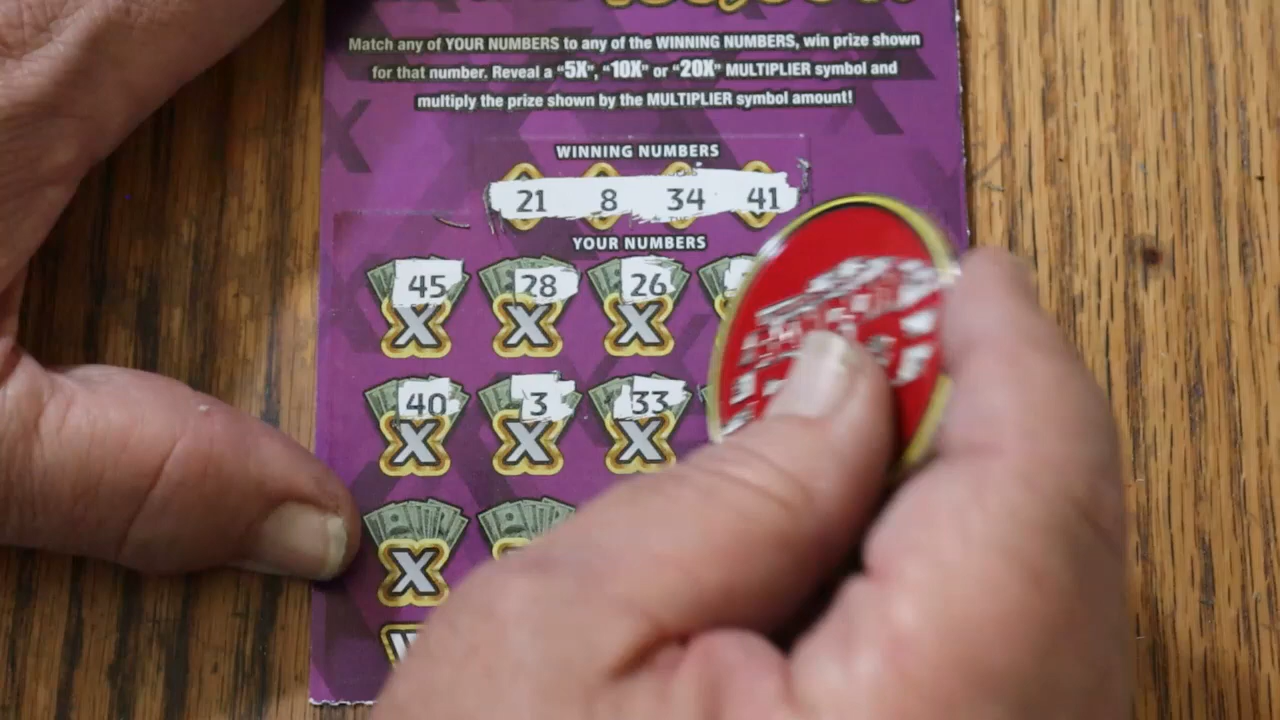 Match any of YOUR NUMBERS to any of the WINNING NUMBERS, win prize shown
for that number. Reveal a "5X", "10X" or "20X" MULTIPLIER symbol and
multiply the prize shown by the MULTIPLIER symbol amount!
WINNING NUMBERS
21 8 34 41
YOUR NUMBERS
45 28 26
X X X
40 3 33
X X X
X